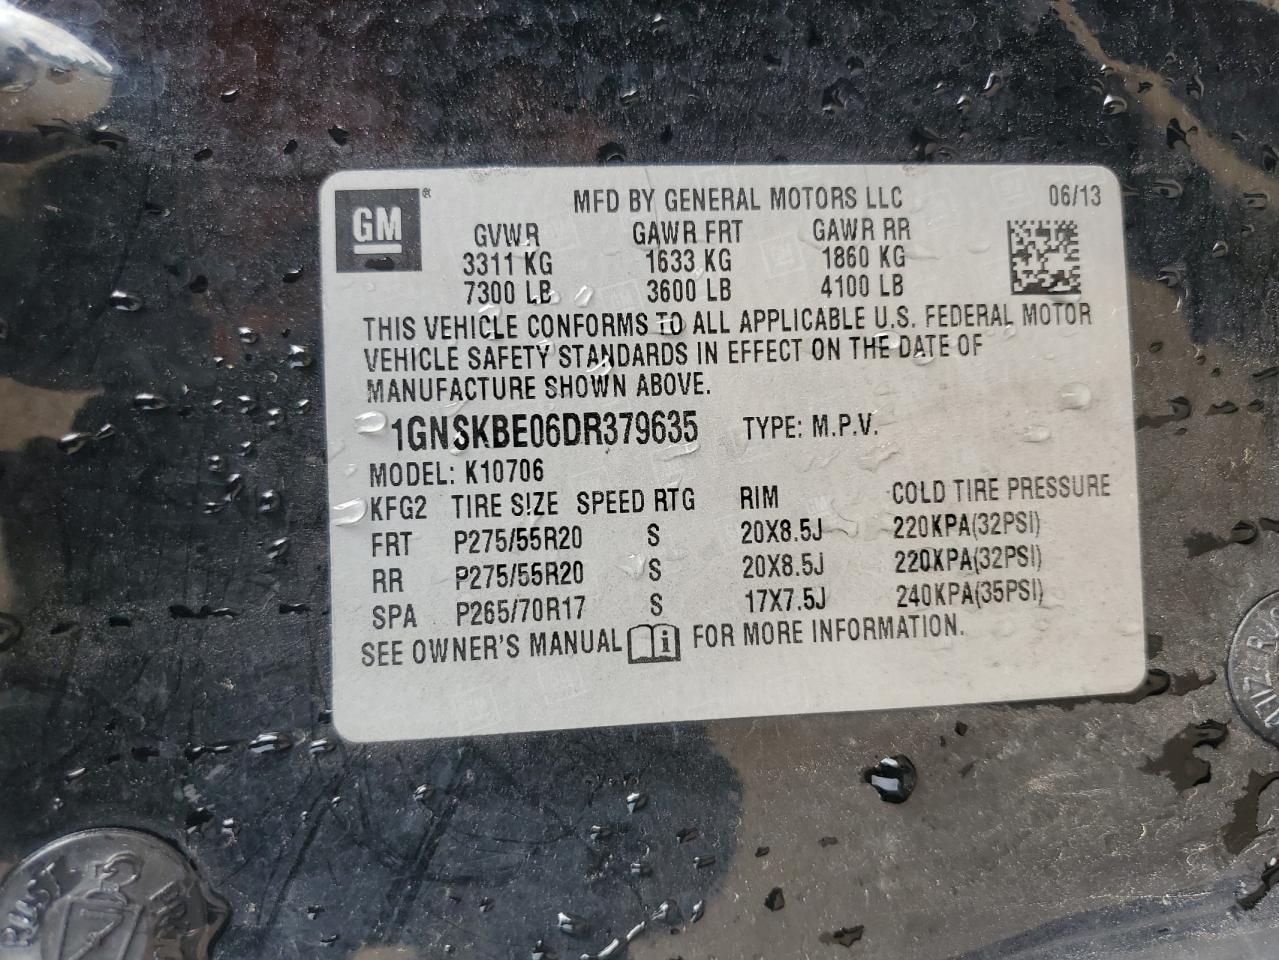 GM ® MFD BY GENERAL MOTORS LLC 06/13
GVWR GAWR FRT GAWR RR
3311 KG 1633 KG 1860 KG
7300 LB 3600 LB 4100 LB
THIS VEHICLE CONFORMS TO ALL APPLICABLE U.S. FEDERAL MOTOR
VEHICLE SAFETY STANDARDS IN EFFECT ON THE DATE OF
MANUFACTURE SHOWN ABOVE.
1GNSKBE06DR379635 TYPE: M.P.V.
MODEL: K10706
KFG2 TIRE SIZE SPEED RTG RIM COLD TIRE PRESSURE
FRT P275/55R20 S 20X8.5J 220KPA(32PSI)
RR P275/55R20 S 20X8.5J 220KPA(32PSI)
SPA P265/70R17 S 17X7.5J 240KPA(35PSI)
SEE OWNER'S MANUAL i FOR MORE INFORMATION.